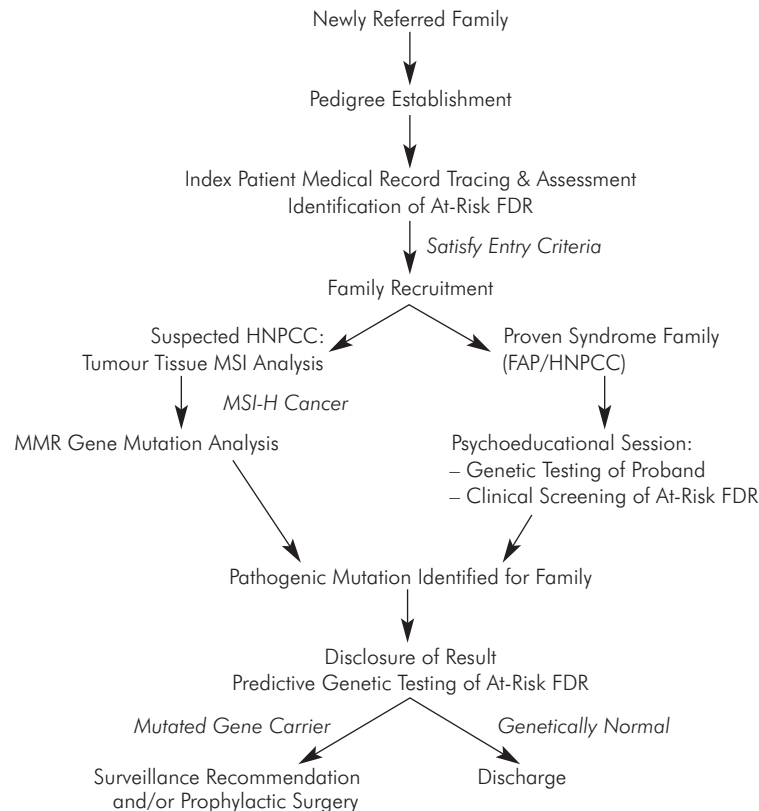 Newly Referred Family
Pedigree Establishment
Index Patient Medical Record Tracing & Assessment
Identification of At-Risk FDR
Satisfy Entry Criteria
Family Recruitment
Suspected HNPCC:
Tumour Tissue MSI Analysis
Proven Syndrome Family
(FAP/HNPCC)
MSI-H Cancer
MMR Gene Mutation Analysis
Psychoeducational Session:
– Genetic Testing of Proband
– Clinical Screening of At-Risk FDR
Pathogenic Mutation Identified for Family
Disclosure of Result
Predictive Genetic Testing of At-Risk FDR
Mutated Gene Carrier
Genetically Normal
Surveillance Recommendation
and/or Prophylactic Surgery
Discharge